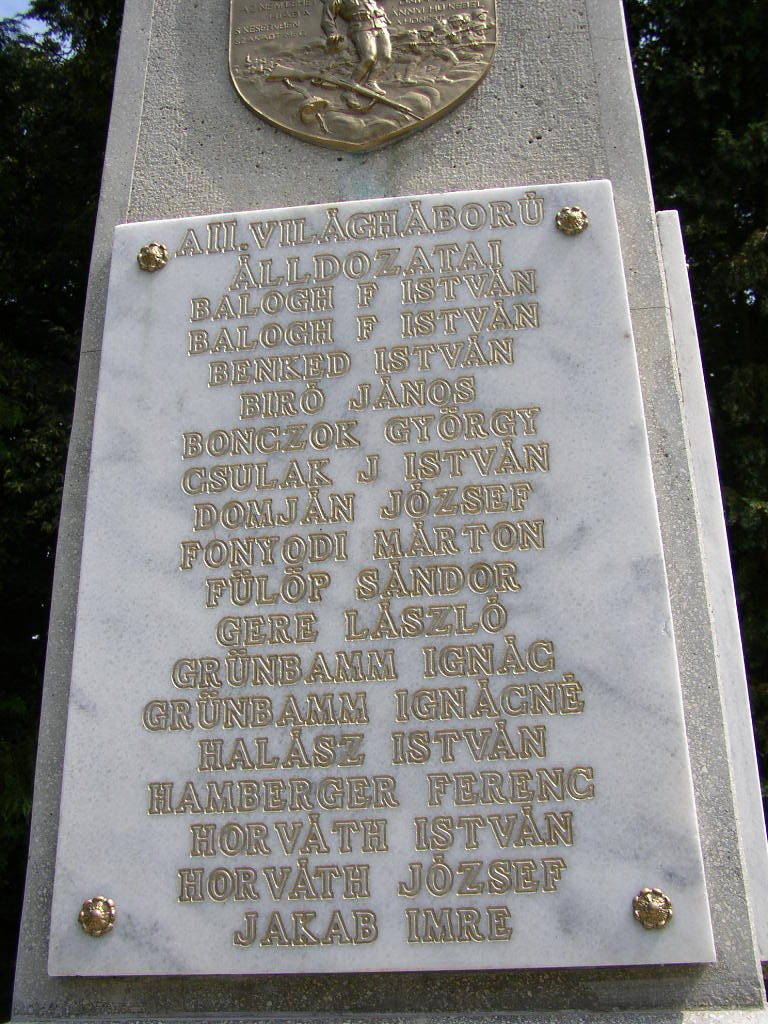 A II. VILÁGHÁBORÚ
ÁLLDOZATAI
BALOGH F ISTVÁN
BALOGH F ISTVÁN
BENKED ISTVÁN
BIRÓ JÁNOS
BONCZOK GYÖRGY
CSULAK J ISTVÁN
DOMJÁN JÓZSEF
FONYODI MÁRTON
FÜLÖP SÁNDOR
GERE LÁSZLÓ
GRÜNBAMM IGNÁC
GRÜNBAMM IGNÁCNÉ
HALÁSZ ISTVÁN
HAMBERGER FERENC
HORVÁTH ISTVÁN
HORVÁTH JÓZSEF
JAKAB IMRE